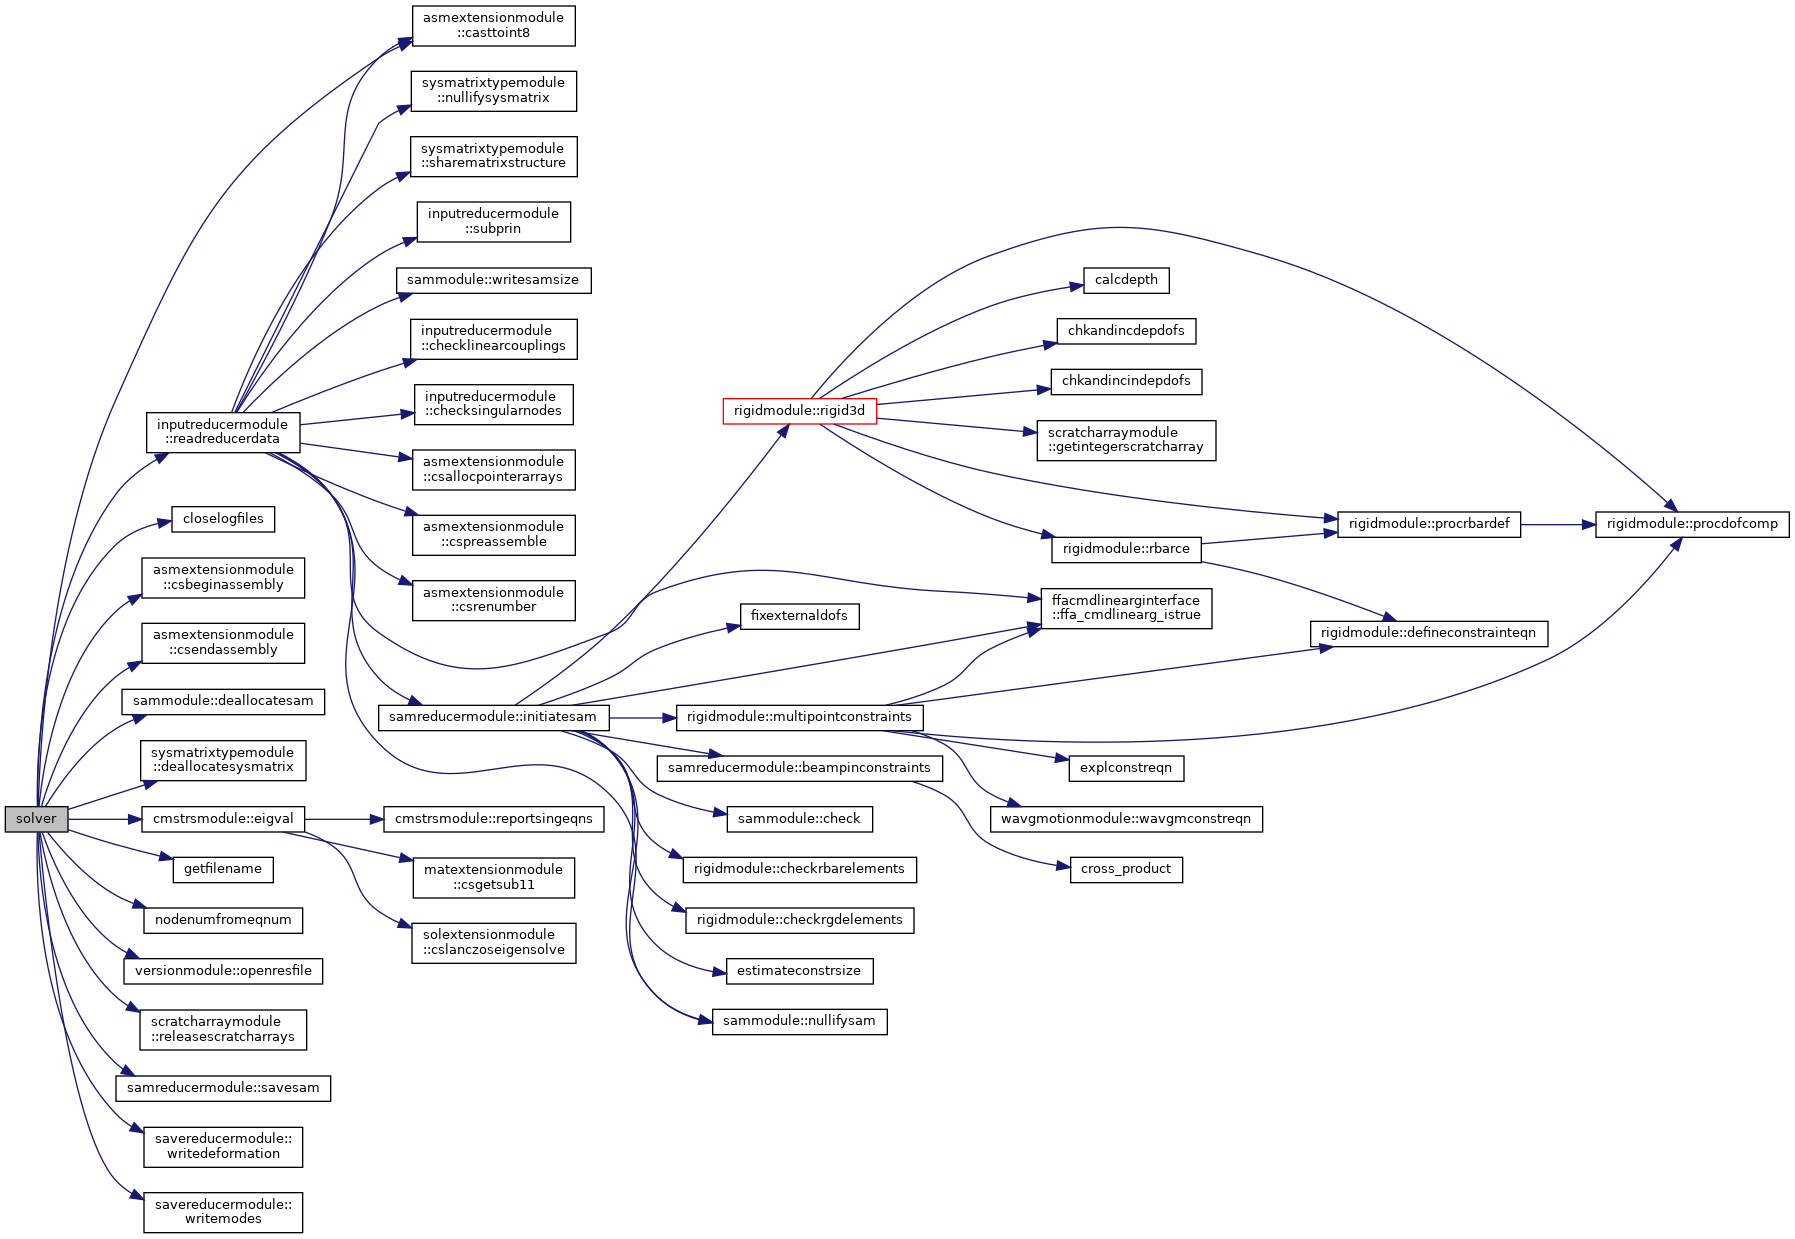 solver
asmextensionmodule
::casttoint8
sysmatrixtypemodule
::nullifysysmatrix
sysmatrixtypemodule
::sharematrixstructure
inputreducermodule
::subprin
sammodule::writesamsize
inputreducermodule
::checklinearcouplings
inputreducermodule
::checksingularnodes
asmextensionmodule
::csallocpointerarrays
asmextensionmodule
::cspreassemble
asmextensionmodule
::csrenumber
inputreducermodule
::readreducerdata
closelogfiles
asmextensionmodule
::csbeginassembly
asmextensionmodule
::csendassembly
sammodule::deallocatesam
sysmatrixtypemodule
::deallocatesysmatrix
cmstrsmodule::eigval
getfilename
nodenumfromeqnum
versionmodule::openresfile
scratcharraymodule
::releasescratcharrays
samreducermodule::savesam
savereducermodule::
writedeformation
savereducermodule::
writemodes
samreducermodule::initiatesam
cmstrsmodule::reportsingeqns
matextensionmodule
::csgetsub11
solextensionmodule
::cslanczoseigensolve
rigidmodule::rigid3d
fixexternaldofs
rigidmodule::multipointconstraints
samreducermodule::beampinconstraints
sammodule::check
rigidmodule::checkrbarelements
rigidmodule::checkrgdelements
estimateconstrsize
sammodule::nullifysam
calcdepth
chkandincdepdofs
chkandincindepdofs
scratcharraymodule
::getintegerscratcharray
rigidmodule::rbarce
ffacmdlinearginterface
::ffa_cmdlinearg_istrue
explconstreqn
wavgmotionmodule::wavgmconstreqn
cross_product
rigidmodule::procrbardef
rigidmodule::defineconstrainteqn
rigidmodule::procdofcomp